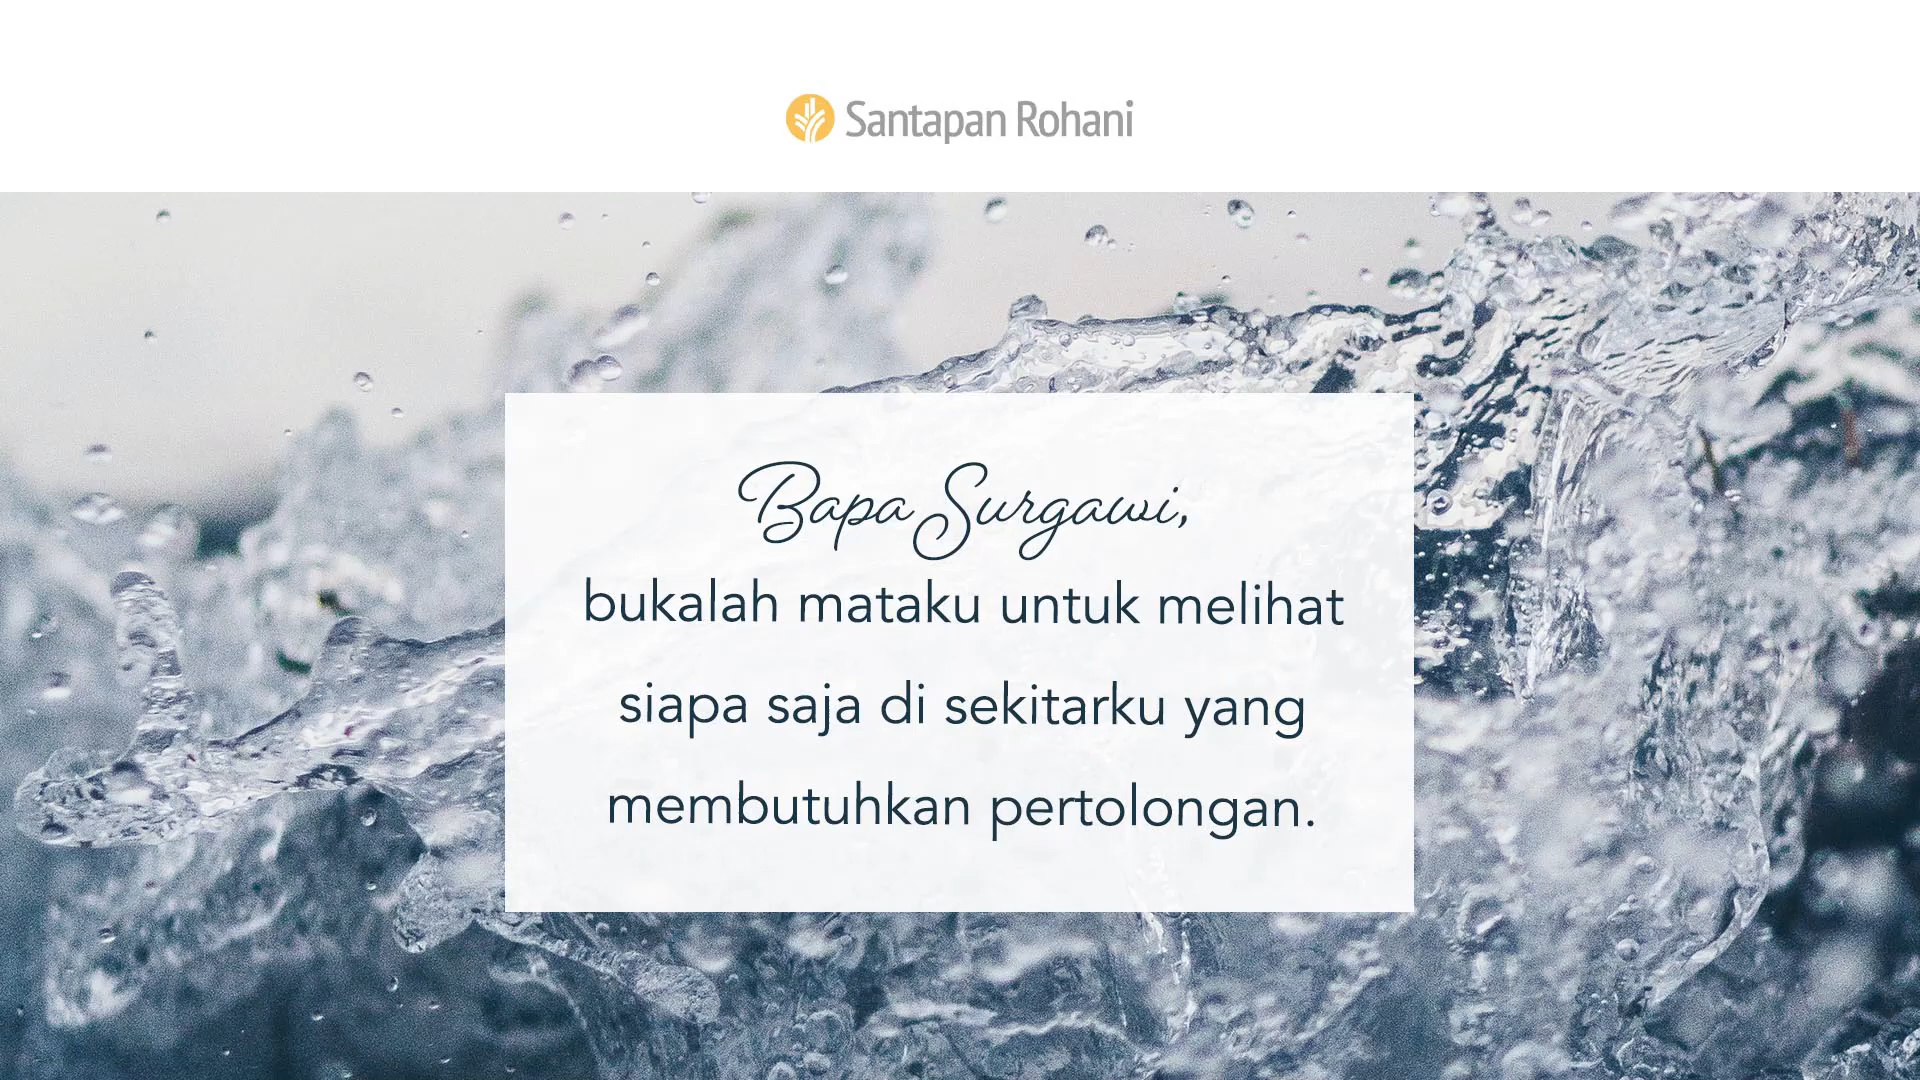 Santapan Rohani
Bapa Surgawi,
bukalah mataku untuk melihat
siapa saja di sekitarku yang
membutuhkan pertolongan.